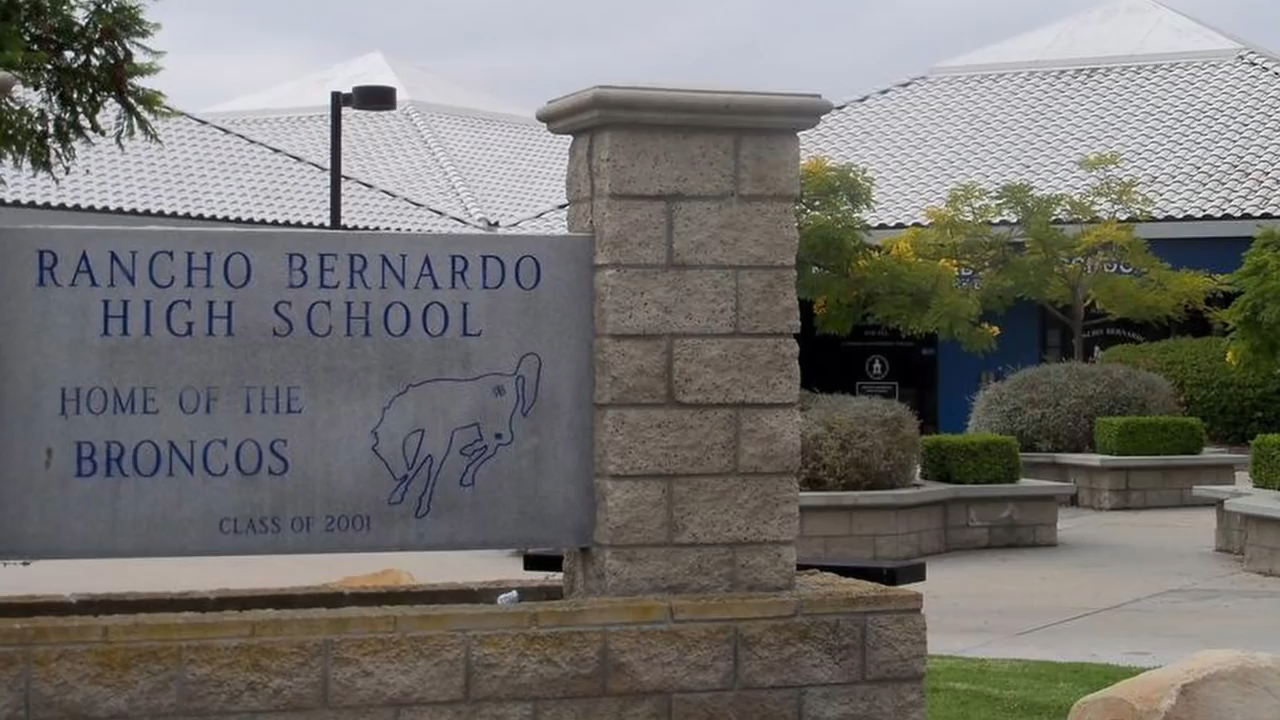 RANCHO BERNARDO
HIGH SCHOOL
HOME OF THE
BRONCOS
CLASS OF 2001